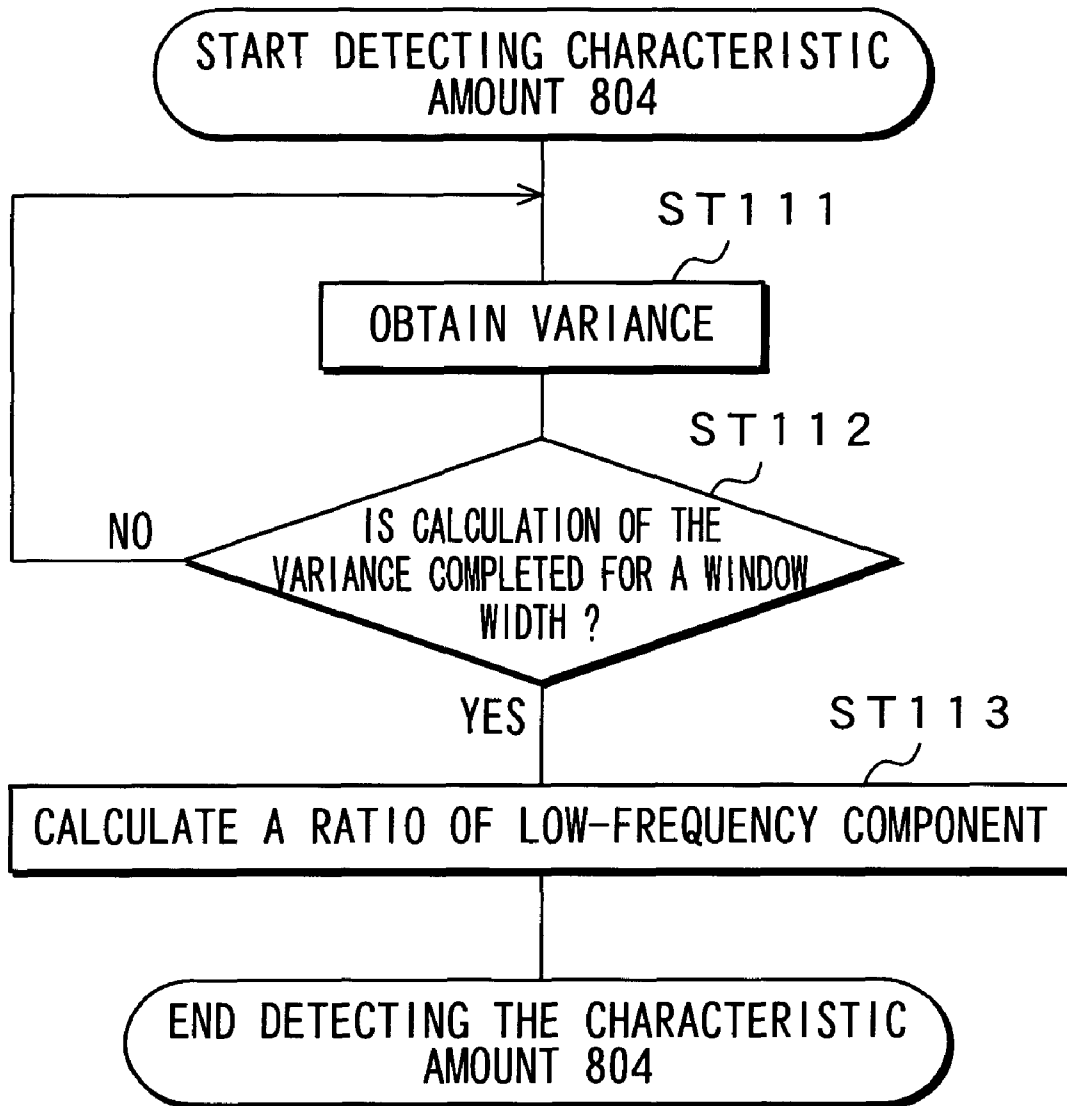 START DETECTING CHARACTERISTIC
AMOUNT 804
ST111
OBTAIN VARIANCE
ST112
IS CALCULATION OF THE
VARIANCE COMPLETED FOR A WINDOW
WIDTH ?
NO
YES
ST113
CALCULATE A RATIO OF LOW-FREQUENCY COMPONENT
END DETECTING THE CHARACTERISTIC
AMOUNT 804